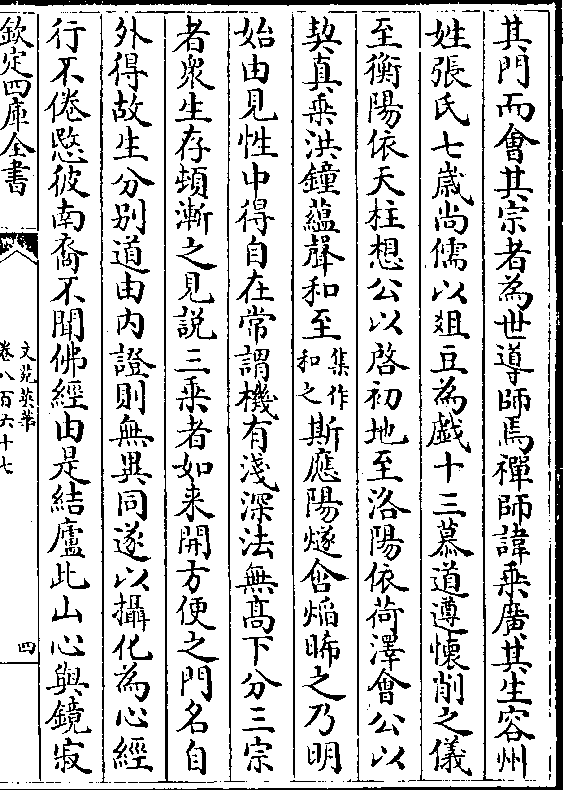 其門而會其宗者為世導師焉禪師諱乘廣其生容州
姓張氏七歳尚儒以俎豆為戲十三慕道遵懷削之儀
至衡陽依天柱想公以啓初地至洛陽依荷澤會公以
契真乗洪鐘蘊聲和至集作和之斯應陽燧含焰晞之乃明
始由見性中得自在常謂機有淺深法無高下分三宗
者衆生存頓漸之見説三乘者如来開方便之門名自
外得故生分別道由内證則無異同遂以攝化為心經
行不倦愍彼南裔不聞佛經由是結廬此山心與鏡寂
欽定四庫全書
文苑英華
卷八百六十七
四